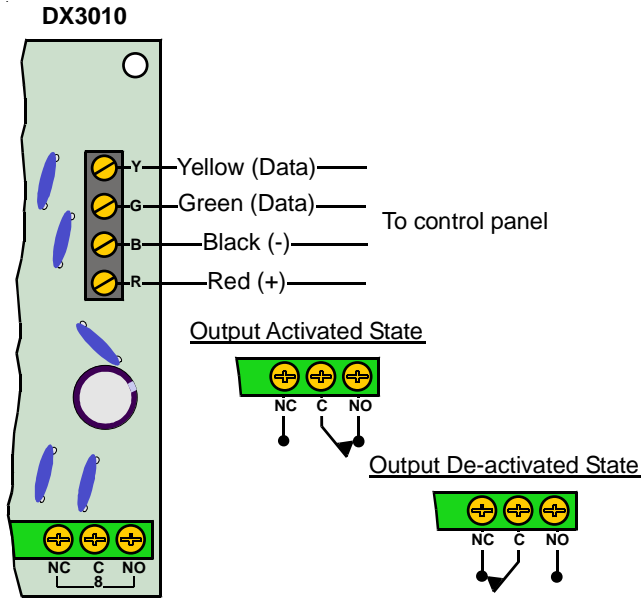 DX3010
Y Yellow (Data)
G Green (Data)
To control panel
B Black (-)
R Red (+)
Output Activated State
NC C NO
Output De-activated State
NC C NO
NC C NO
8